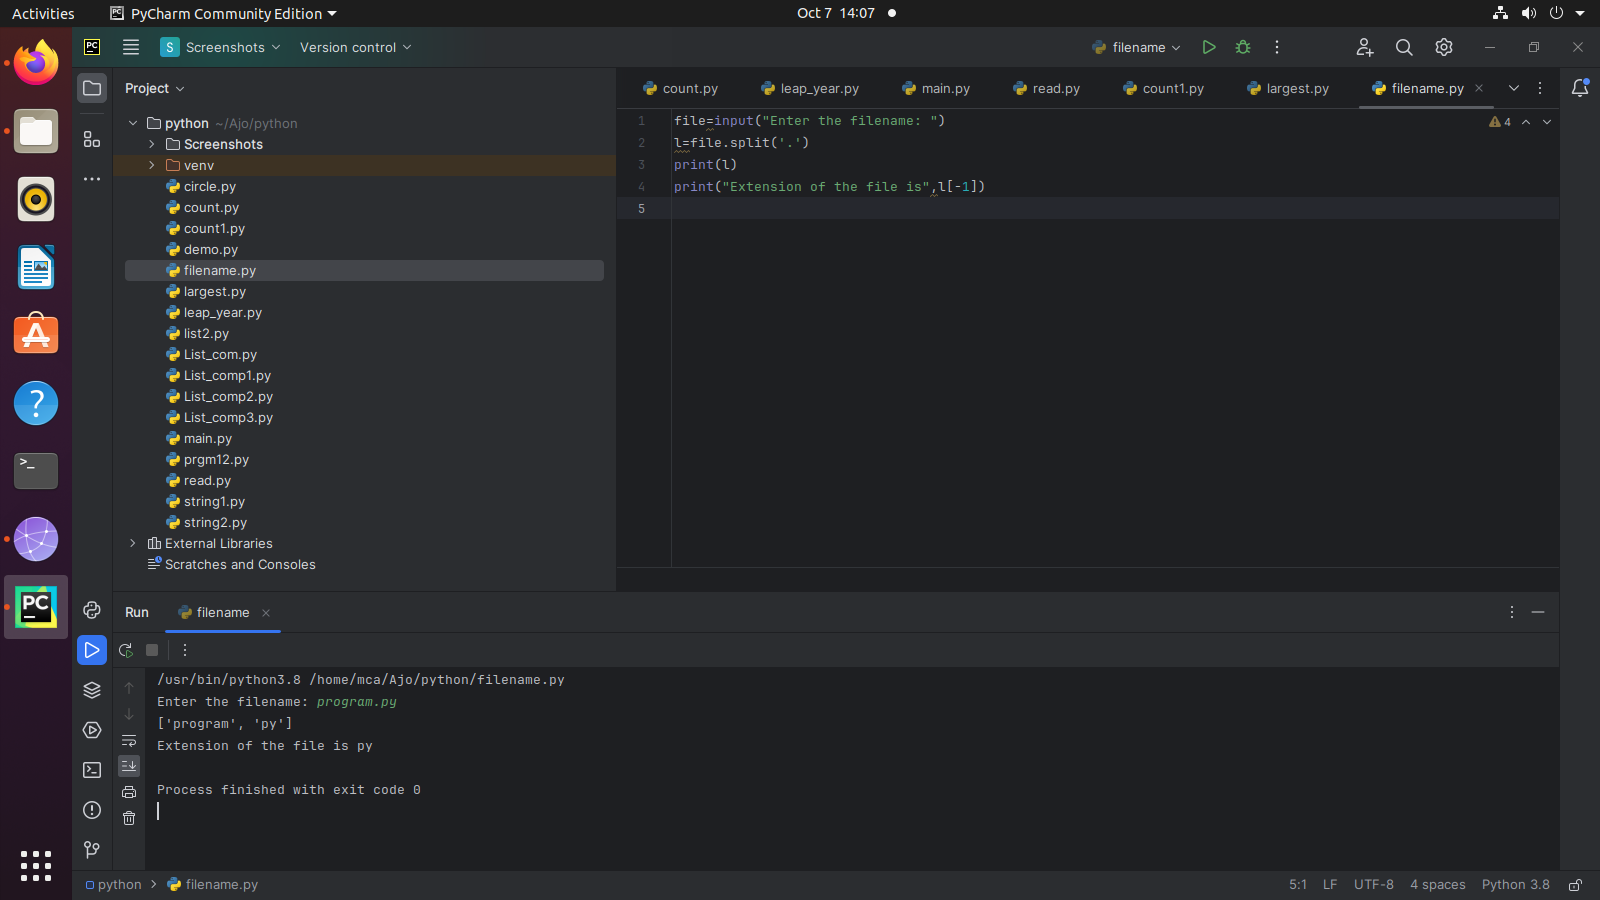 Activities
PyCharm Community Edition
Oct 7 14:07
PC
S
Screenshots
Version control
filename
Project
count.py
leap_year.py
main.py
read.py
count1.py
largest.py
filename.py
python ~/Ajo/python
Screenshots
venv
circle.py
count.py
count1.py
demo.py
filename.py
largest.py
leap_year.py
list2.py
List_com.py
List_comp1.py
List_comp2.py
List_comp3.py
main.py
prgm12.py
read.py
string1.py
string2.py
External Libraries
Scratches and Consoles
1 file=input("Enter the filename: ")
2 l=file.split('.')
3 print(l)
4 print("Extension of the file is",l[-1])
5
4
Run
filename
/usr/bin/python3.8 /home/mca/Ajo/python/filename.py
Enter the filename: program.py
['program', 'py']
Extension of the file is py
Process finished with exit code 0
PC
python
filename.py
5:1
LF
UTF-8
4 spaces
Python 3.8